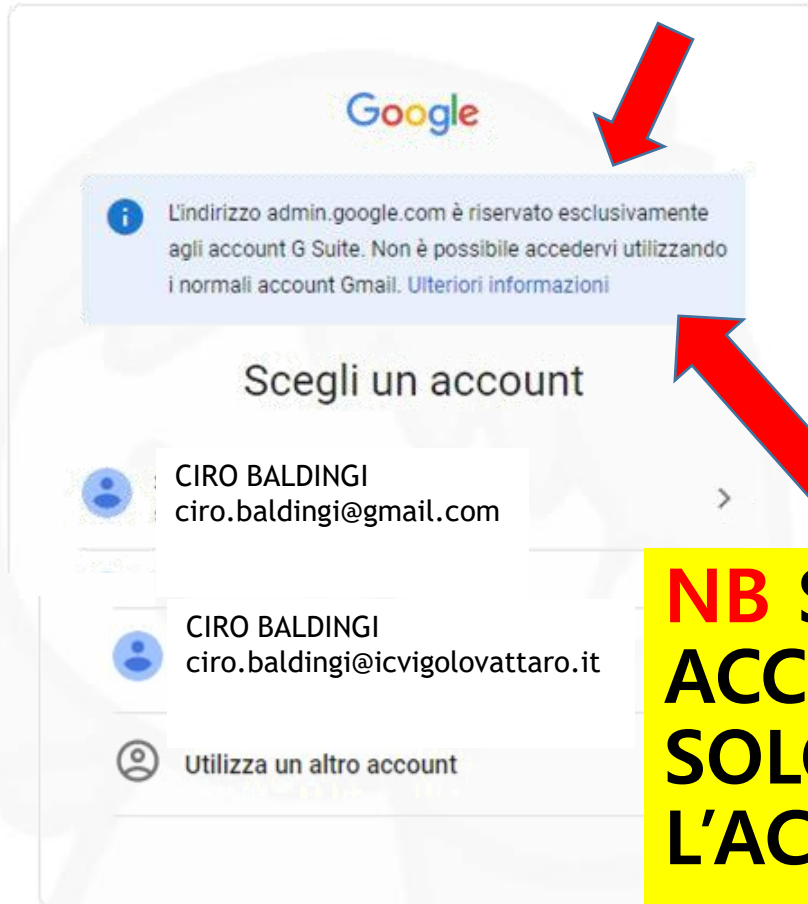 Google
L'indirizzo admin.google.com è riservato esclusivamente
agli account G Suite. Non è possibile accedervi utilizzando
i normali account Gmail. Ulteriori informazioni
Scegli un account
CIRO BALDINGI
ciro.baldingi@gmail.com
CIRO BALDINGI
ciro.baldingi@icvigolovattaro.it
Utilizza un altro account
NB
SOL
L'AC